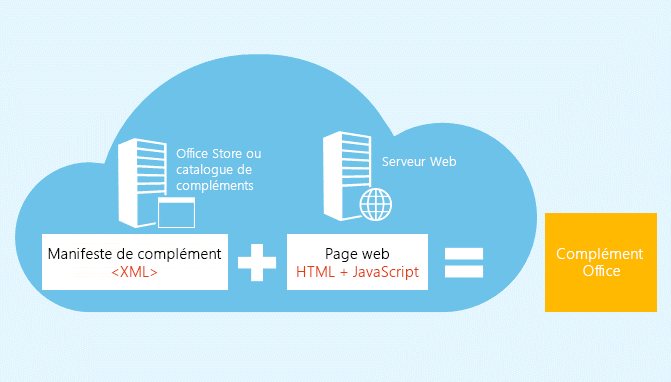 Office Store ou
catalogue de
compléments
Serveur Web
Manifeste de complément
<XML>
Page web
HTML + JavaScript
Complément
Office